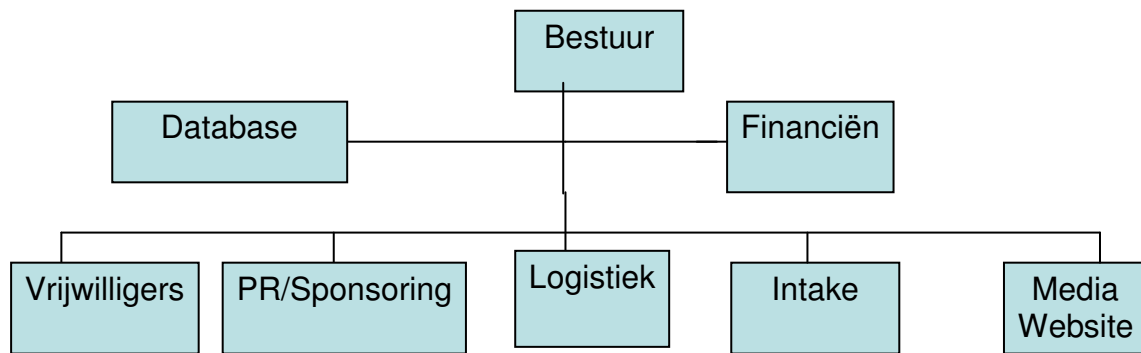 Bestuur
Database
Financiën
Vrijwilligers
PR/Sponsoring
Logistiek
Intake
Media
Website